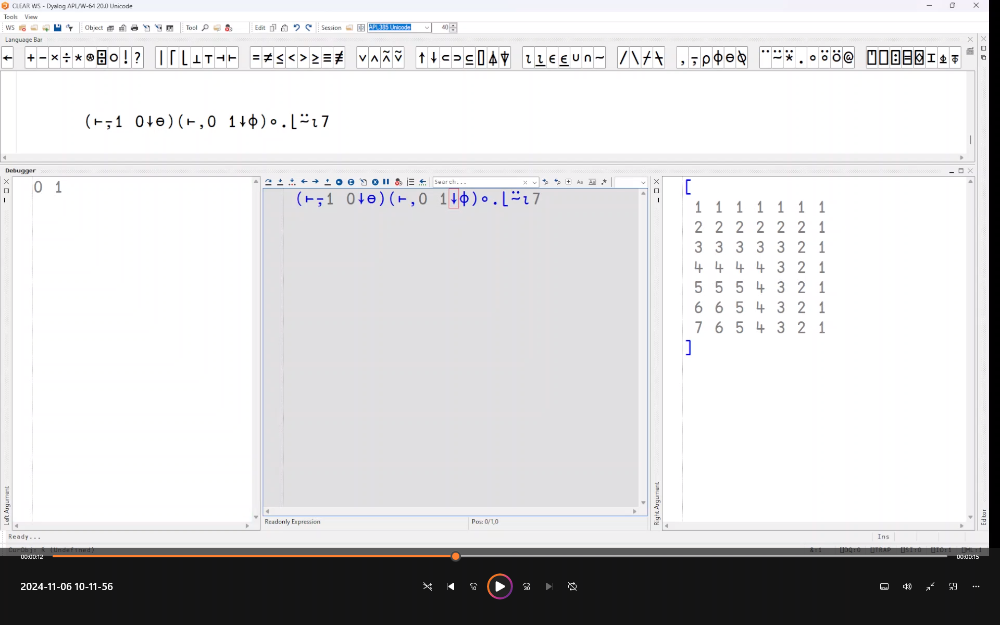 CLEAR WS - Dyalog APL/W-64 20.0 Unicode
Tools View
WS Object Tool Edit Session APL385 Unicode 40
Language Bar
← + - × ÷ * ⍟ ⌹ ○ ! ? | ⌈ ⌊ ⊥ ⊤ ⊣ ⊢ = ≠ ≤ < > ≥ ≡ ≢ ∨ ∧ ⍲ ⍱ ↑ ↓ ⊂ ⊃ ⊆ ⌷ ⍋ ⍒ ⍳ ⍸ ∊ ⍷ ∪ ∩ ~ / \ ⌿ ⍀ , ⍪ ⍴ ⌽ ⊖ ⍉ ¨ ⍨ ⍣ . ∘ ⍤ ⍥ @ ⍞ ⎕ ⍠ ⌸ ⌺ ⌶ ⍎ ⍕
(⊢⍪1 0↓⊖)(⊢,0 1↓⌽)∘.⌊⍨⍳7
Debugger
0 1
Search...
Aa Aa .*
(⊢⍪1 0↓⊖)(⊢,0 1↓⌽)∘.⌊⍨⍳7
[
1 1 1 1 1 1 1
2 2 2 2 2 2 1
3 3 3 3 3 2 1
4 4 4 4 3 2 1
5 5 5 4 3 2 1
6 6 5 4 3 2 1
7 6 5 4 3 2 1
]
Left Argument
Right Argument
Editor
Readonly Expression Pos: 0/1,0
Ready... Ins
CurObj: R (Undefined) &:1 ⎕DQ:0 ⎕TRAP ⎕SI:0 ⎕IO:1 ⎕ML:1
00:00:12 00:00:15
2024-11-06 10-11-56
10 30